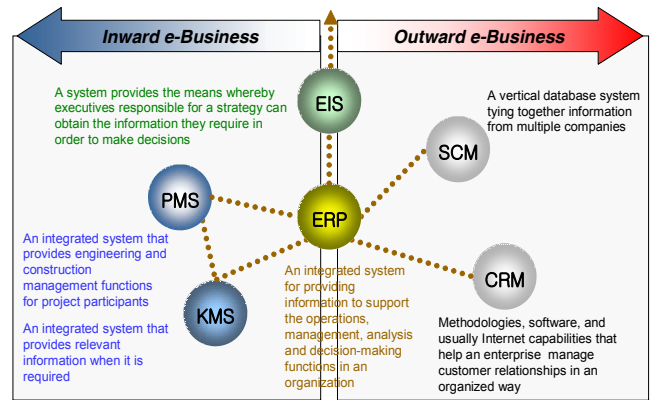 Inward e-Business
Outward e-Business
A system provides the means whereby
executives responsible for a strategy can
obtain the information they require in
order to make decisions
EIS
A vertical database system
tying together information
from multiple companies
SCM
PMS
ERP
An integrated system that
provides engineering and
construction
management functions
for project participants
An integrated system that
provides relevant
information when it is
required
KMS
An integrated system
for providing
information to support
the operations,
management, analysis
and decision-making
functions in an
organization
CRM
Methodologies, software, and
usually Internet capabilities that
help an enterprise manage
customer relationships in an
organized way